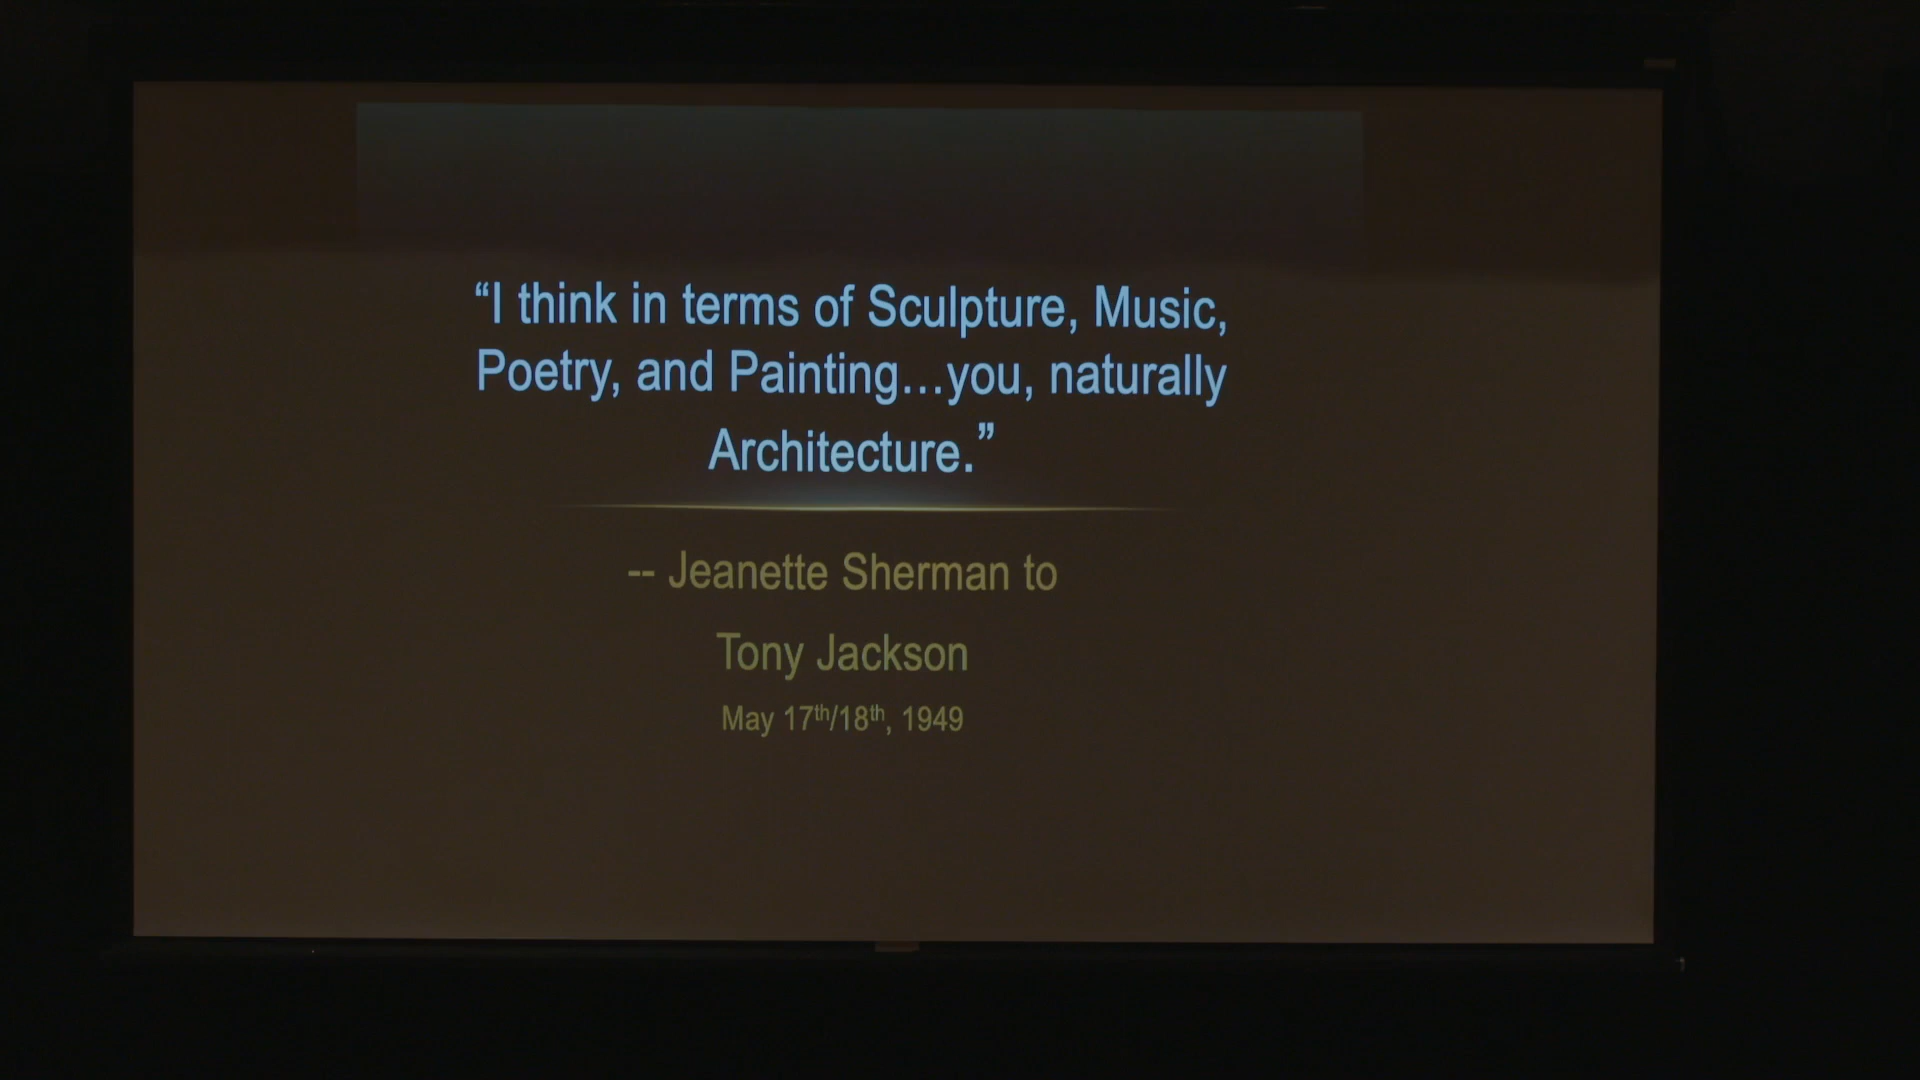 “I think in terms of Sculpture, Music,
Poetry, and Painting...you, naturally
Architecture.”
-- Jeanette Sherman to
Tony Jackson
May 17th/18th, 1949